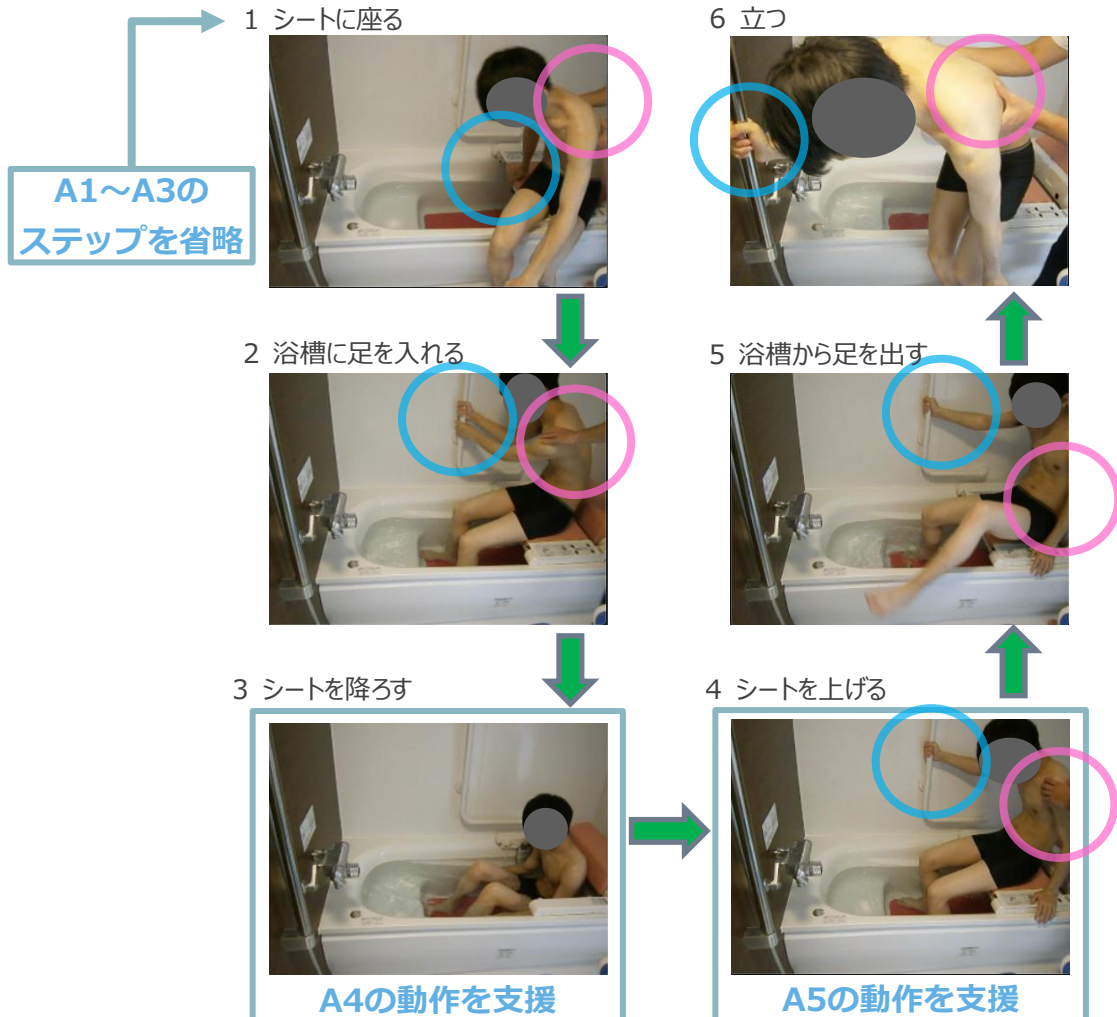 1 シートに座る
6 立つ
A1~A3の
ステップを省略
2 浴槽に足を入れる
5 浴槽から足を出す
3 シートを降ろす
4 シートを上げる
A4の動作を支援
A5の動作を支援